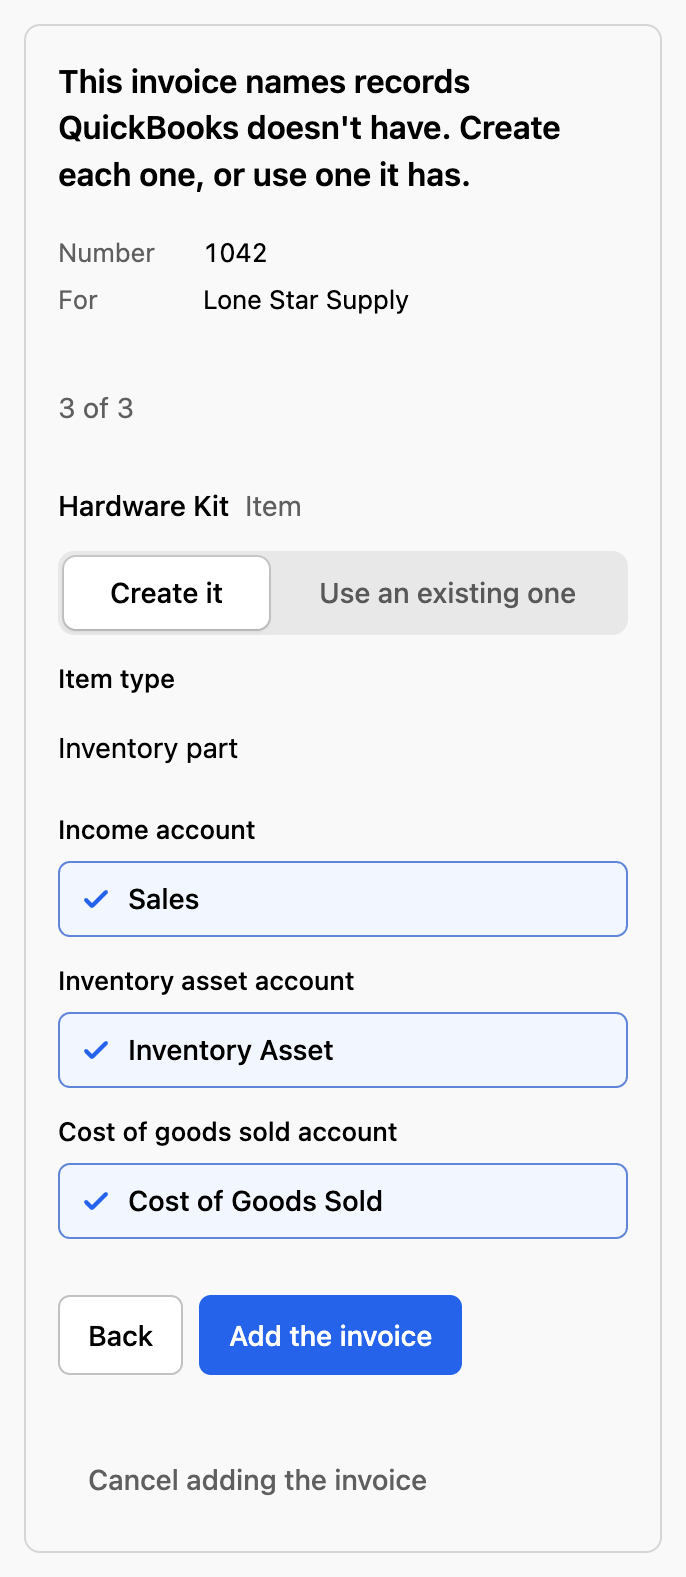 This invoice names records
QuickBooks doesn't have. Create
each one, or use one it has.
Number 1042
For Lone Star Supply
3 of 3
Hardware Kit Item
Create it Use an existing one
Item type
Inventory part
Income account
Sales
Inventory asset account
Inventory Asset
Cost of goods sold account
Cost of Goods Sold
Back Add the invoice
Cancel adding the invoice